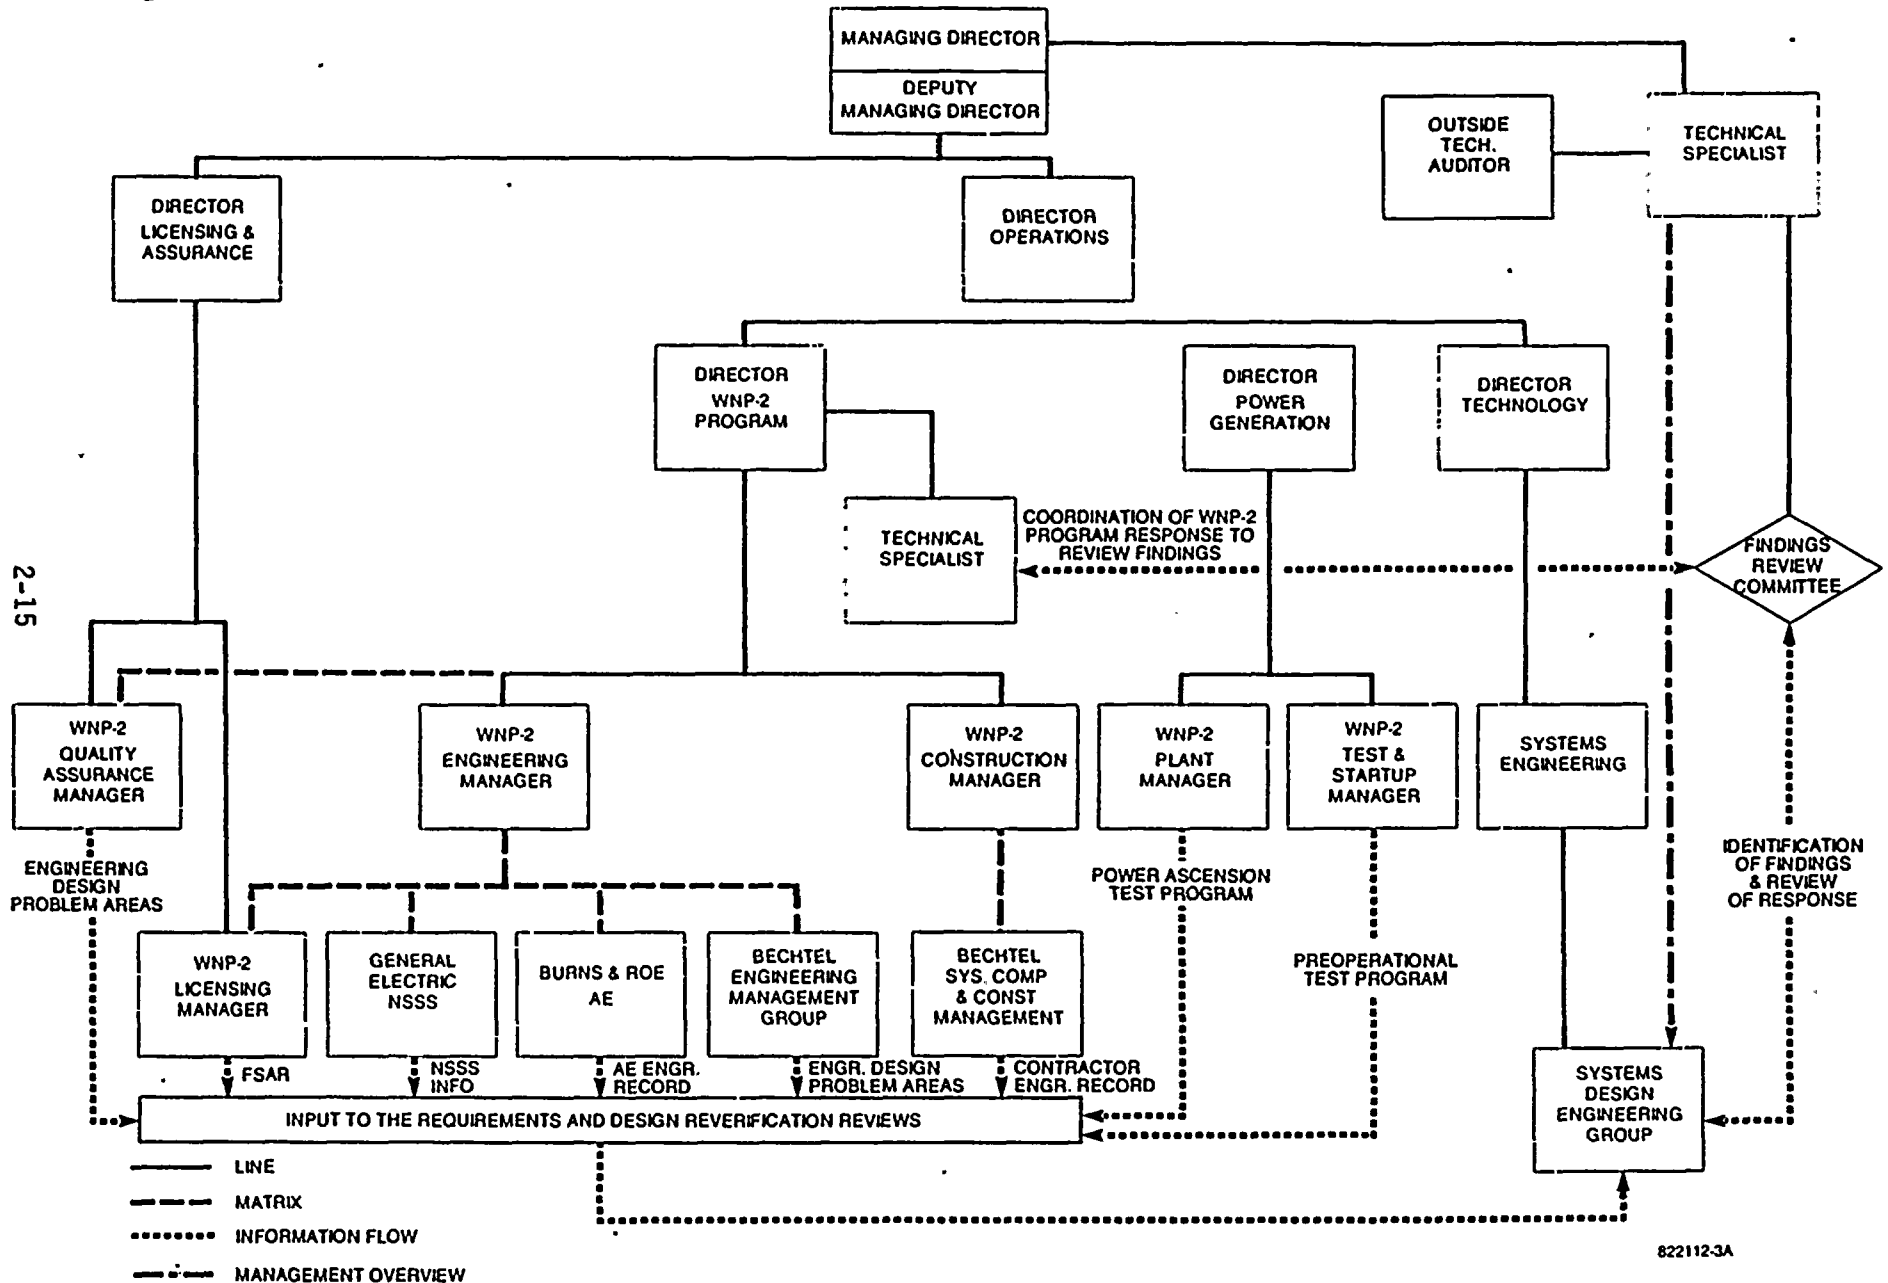 MANAGING DIRECTOR
DEPUTY
MANAGING DIRECTOR
OUTSIDE
TECH.
AUDITOR
TECHNICAL
SPECIALIST
DIRECTOR
LICENSING &
ASSURANCE
DIRECTOR
OPERATIONS
DIRECTOR
WNP-2
PROGRAM
DIRECTOR
POWER
GENERATION
DIRECTOR
TECHNOLOGY
TECHNICAL
SPECIALIST
COORDINATION OF WNP-2
PROGRAM RESPONSE TO
REVIEW FINDINGS
FINDINGS
REVIEW
COMMITTEE
2-15
WNP-2
QUALITY
ASSURANCE
MANAGER
WNP-2
ENGINEERING
MANAGER
WNP-2
CONSTRUCTION
MANAGER
WNP-2
PLANT
MANAGER
WNP-2
TEST &
STARTUP
MANAGER
SYSTEMS
ENGINEERING
ENGINEERING
DESIGN
PROBLEM AREAS
POWER ASCENSION
TEST PROGRAM
IDENTIFICATION
OF FINDINGS
& REVIEW
OF RESPONSE
WNP-2
LICENSING
MANAGER
GENERAL
ELECTRIC
NSSS
BURNS & ROE
AE
BECHTEL
ENGINEERING
MANAGEMENT
GROUP
BECHTEL
SYS. COMP
& CONST
MANAGEMENT
PREOPERATIONAL
TEST PROGRAM
FSAR
NSSS
INFO
AE ENGR.
RECORD
ENGR. DESIGN
PROBLEM AREAS
CONTRACTOR
ENGR. RECORD
SYSTEMS
DESIGN
ENGINEERING
GROUP
INPUT TO THE REQUIREMENTS AND DESIGN REVERIFICATION REVIEWS
LINE
MATRIX
INFORMATION FLOW
MANAGEMENT OVERVIEW
822112-3A